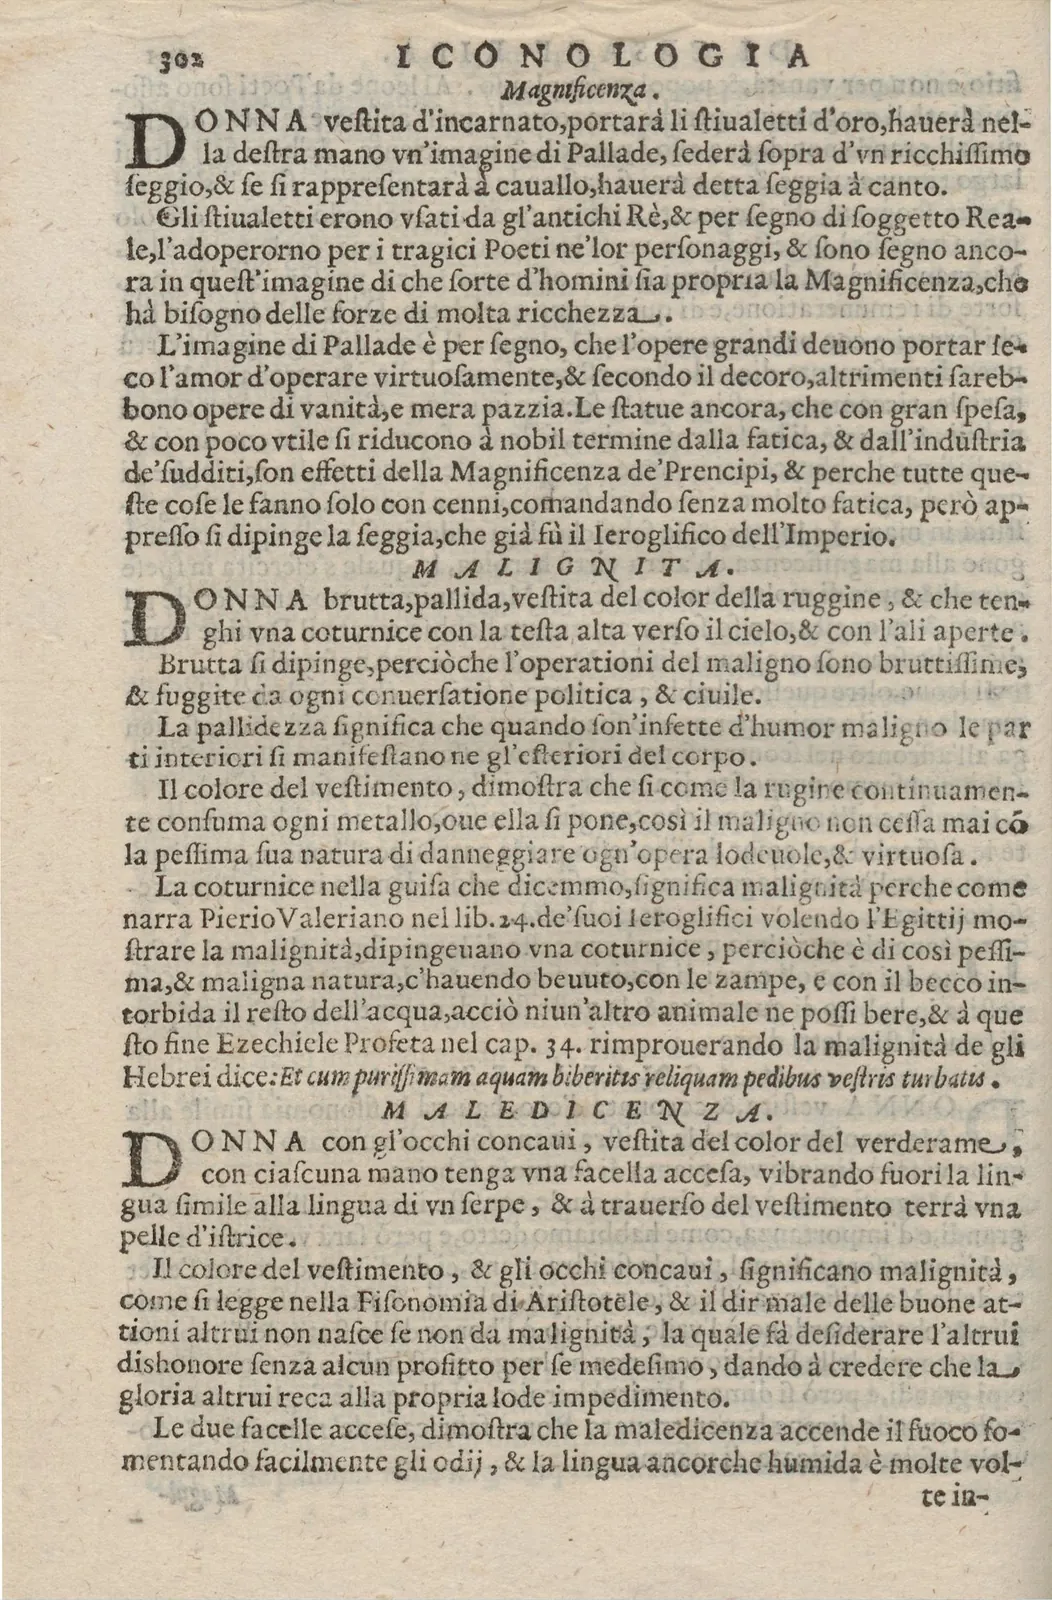 302 ICONOLOGIA
Magnificenza.
DONNA veſtita d'incarnato,portarà li ſtiualetti d'oro,hauerà nel-
la deſtra mano vn'imagine di Pallade, ſederà ſopra d'vn ricchiſſimo
ſeggio,& ſe ſi rappreſentarà à cauallo,hauerà detta ſeggia à canto.
Gli ſtiualetti erono vſati da gl'antichi Rè,& per ſegno di ſoggetto Rea-
le,l'adoperorno per i tragici Poeti ne'lor perſonaggi, & ſono ſegno anco-
ra in queſt'imagine di che ſorte d'homini ſia propria la Magnificenza,che
hà biſogno delle forze di molta ricchezza.
L'imagine di Pallade è per ſegno, che l'opere grandi deuono portar ſe-
co l'amor d'operare virtuoſamente,& ſecondo il decoro,altrimenti ſareb-
bono opere di vanità,e mera pazzia.Le ſtatue ancora, che con gran ſpeſa,
& con poco vtile ſi riducono à nobil termine dalla fatica, & dall'induſtria
de'ſudditi,ſon effetti della Magnificenza de'Prencipi, & perche tutte que-
ſte coſe le fanno ſolo con cenni,comandando ſenza molto fatica, però ap-
preſſo ſi dipinge la ſeggia,che già fù il Ieroglifico dell'Imperio.
MALIGNITA.
DONNA brutta,pallida,veſtita del color della ruggine, & che ten-
ghi vna coturnice con la teſta alta verſo il cielo,& con l'ali aperte.
Brutta ſi dipinge,perciòche l'operationi del maligno ſono bruttiſſime,
& fuggite da ogni conuerſatione politica, & ciuile.
La pallidezza ſignifica che quando ſon'infette d'humor maligno le par
ti interiori ſi manifeſtano ne gl'eſteriori del corpo.
Il colore del veſtimento, dimoſtra che ſi come la rugine continuamen-
te conſuma ogni metallo,oue ella ſi pone,così il maligno non ceſſa mai cõ
la peſſima ſua natura di danneggiare ogn'opera lodeuole,& virtuoſa.
La coturnice nella guiſa che dicemmo,ſignifica malignità perche come
narra Pierio Valeriano nel lib.24.de'ſuoi Ieroglifici volendo l'Egittij mo-
ſtrare la malignità,dipingeuano vna coturnice, perciòche è di così peſſi-
ma,& maligna natura,c'hauendo beuuto,con le zampe, e con il becco in-
torbida il reſto dell'acqua,acciò niun'altro animale ne poſſi bere,& à que
ſto fine Ezechiele Profeta nel cap. 34. rimprouerando la malignità de gli
Hebrei dice:Et cum puriſſimam aquam biberitis reliquam pedibus veſtris turbatis.
MALEDICENZA.
DONNA con gl'occhi concaui, veſtita del color del verderame,
con ciaſcuna mano tenga vna facella acceſa, vibrando fuori la lin-
gua ſimile alla lingua di vn ſerpe, & à trauerſo del veſtimento terrà vna
pelle d'iſtrice.
Il colore del veſtimento, & gli occhi concaui, ſignificano malignità,
come ſi legge nella Fiſonomia di Ariſtotele, & il dir male delle buone at-
tioni altrui non naſce ſe non da malignità, la quale fà deſiderare l'altrui
dishonore ſenza alcun profitto per ſe medeſimo, dando à credere che la
gloria altrui reca alla propria lode impedimento.
Le due facelle acceſe, dimoſtra che la maledicenza accende il fuoco fo-
mentando facilmente gli odij, & la lingua ancorche humida è molte vol-
te in-